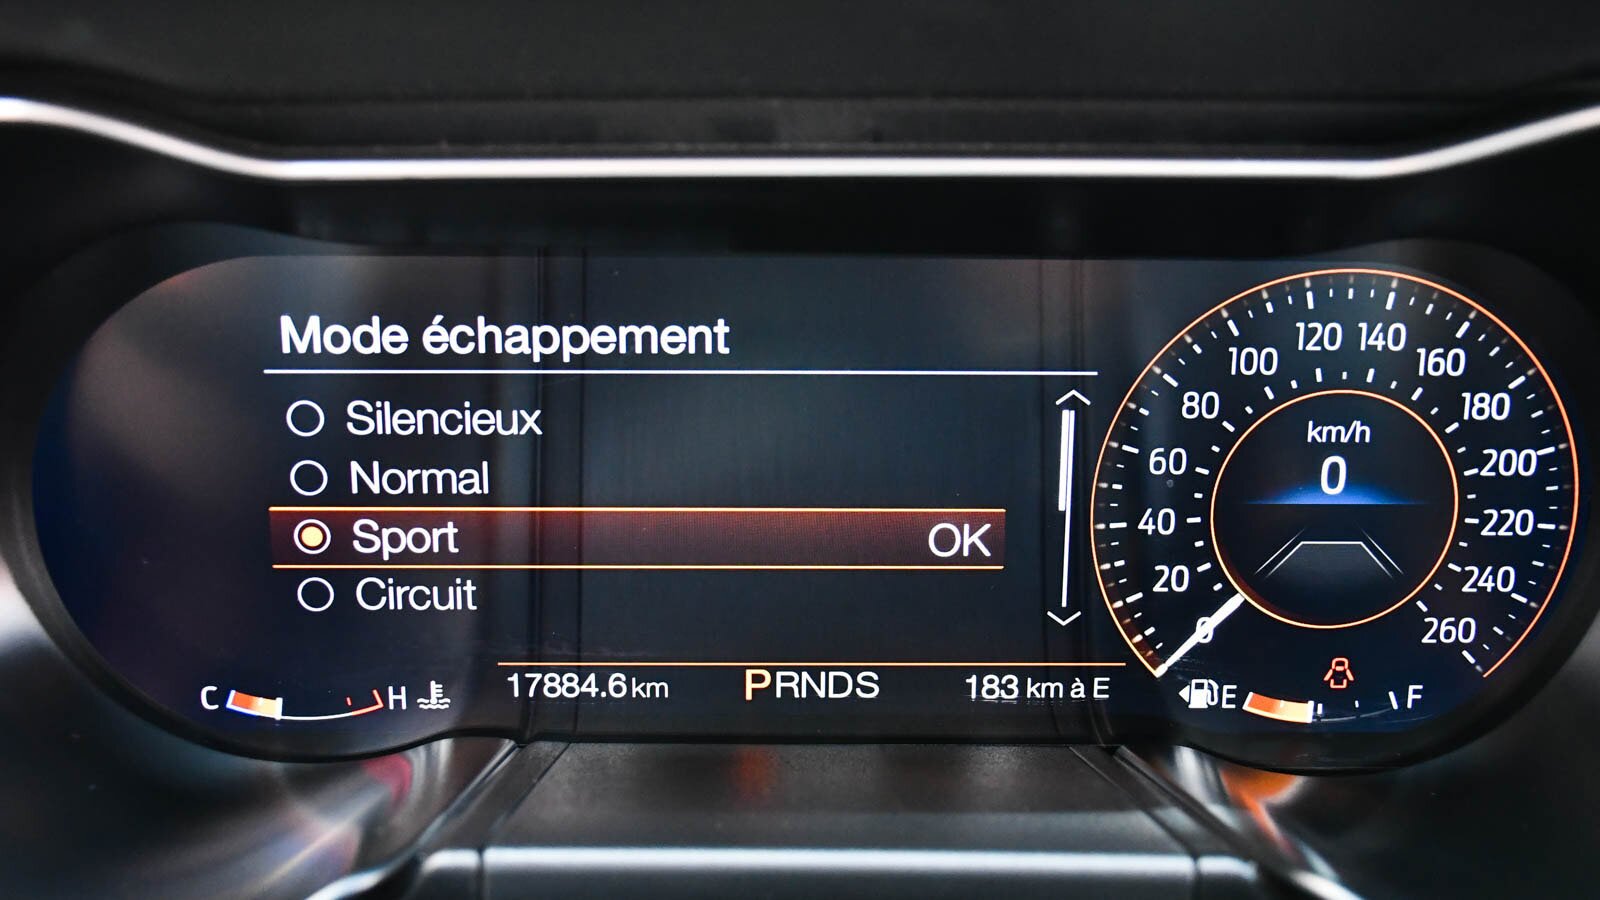 Mode échappement
Silencieux
Normal
Sport OK
Circuit
C H
17884.6 km PRNDS 183 km à E
0
20
40
60
80
100
120
140
160
180
200
220
240
260
km/h
0
E F